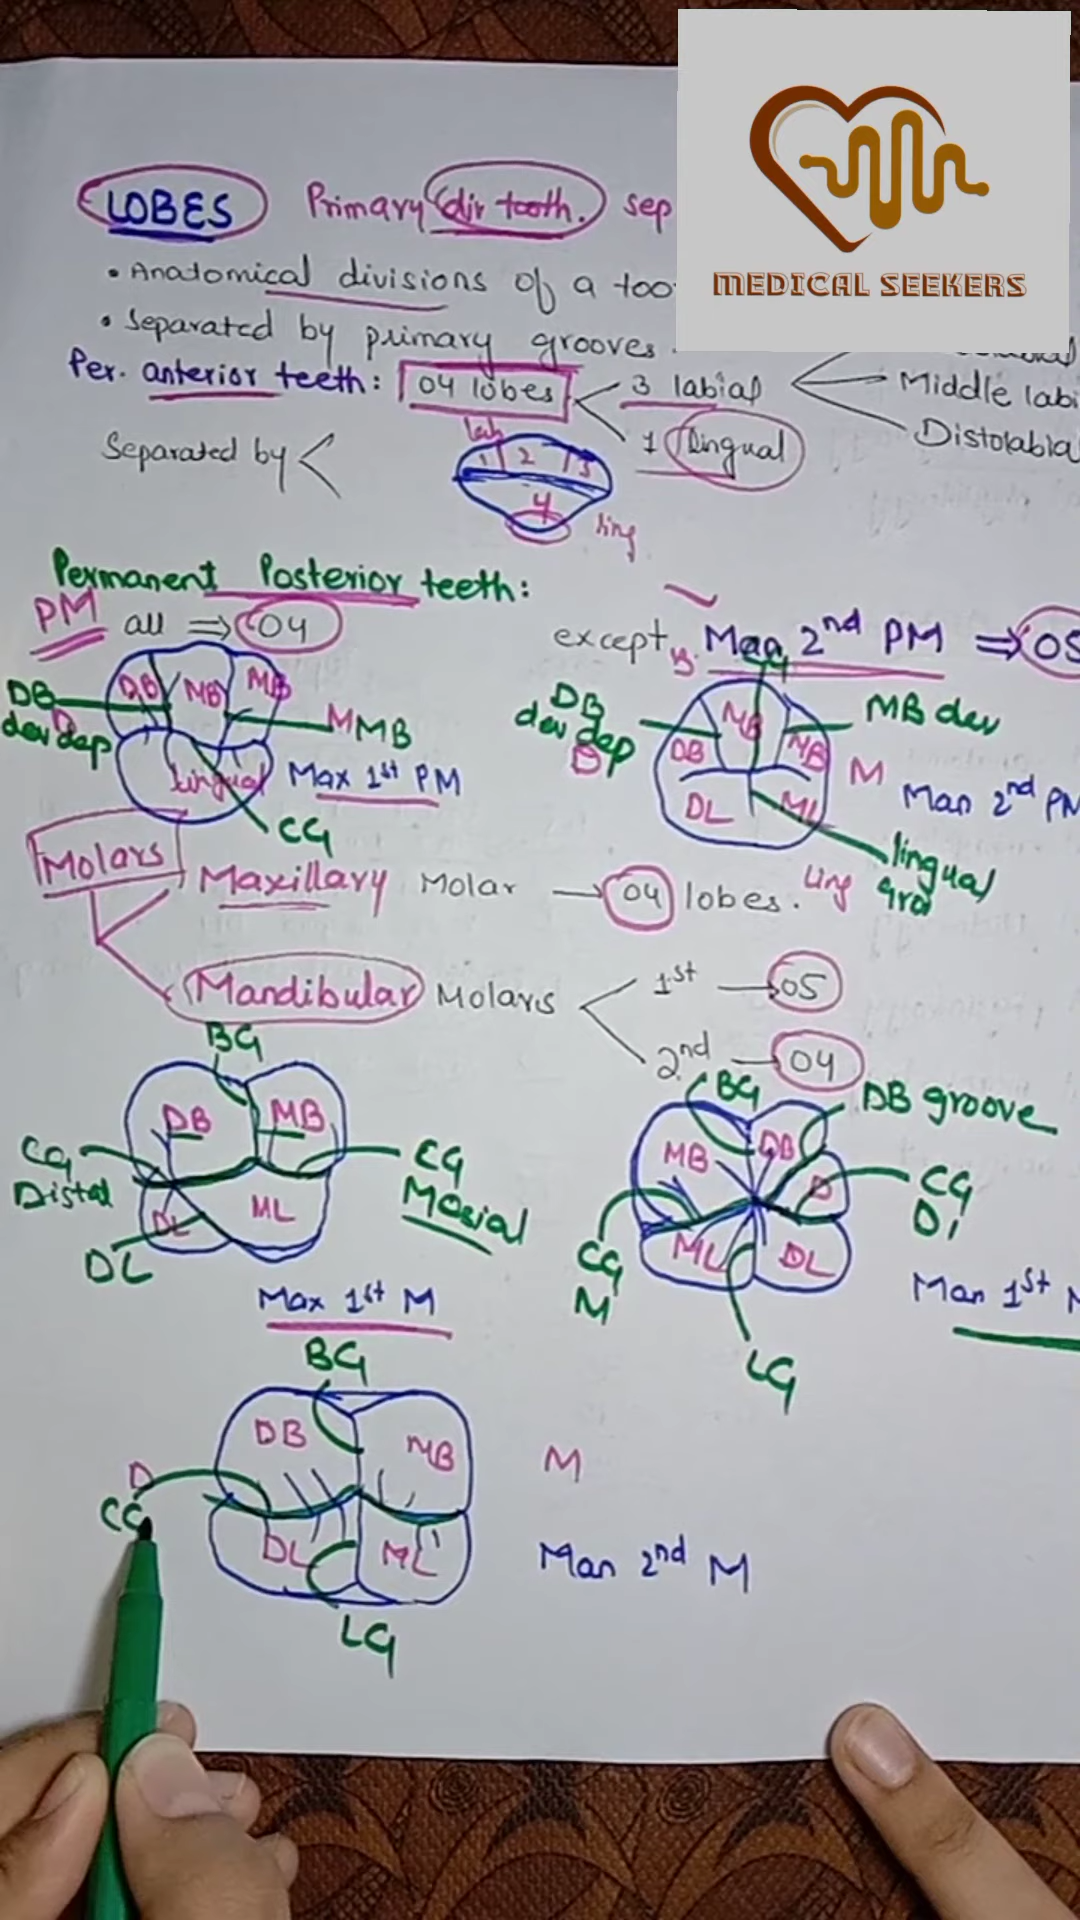 MEDICAL SEEKERS
LOBES Primary div tooth. sep
• Anatomical divisions of a too
• Separated by primary grooves.
Per. anterior teeth: 04 lobes 3 labial
Middle labi
Distolabia
1 lingual
Separated by
lab
1 2 3
4
ling
Permanent Posterior teeth:
PM all ⇒ 04
except Man 2nd PM ⇒ 05
DB MB MB
DB dev dep
D
M MB
Lingual
Max 1st PM
CG
CG
DB dev dep
D
MB dev
DB MB MB
M
DL ML
Man 2nd PM
lingual
Ling
Molars
Maxillary Molar → 04 lobes.
Mandibular Molars
1st → 05
2nd → 04
BG
DB MB
CG Distal
CG Mesial
DL ML
DL
Max 1st M
BG
DB groove
MB DB
D
CG
CG M
ML DL
LG
Man 1st M
BG
DB MB
M
D
CG
DL ML
Man 2nd M
LG